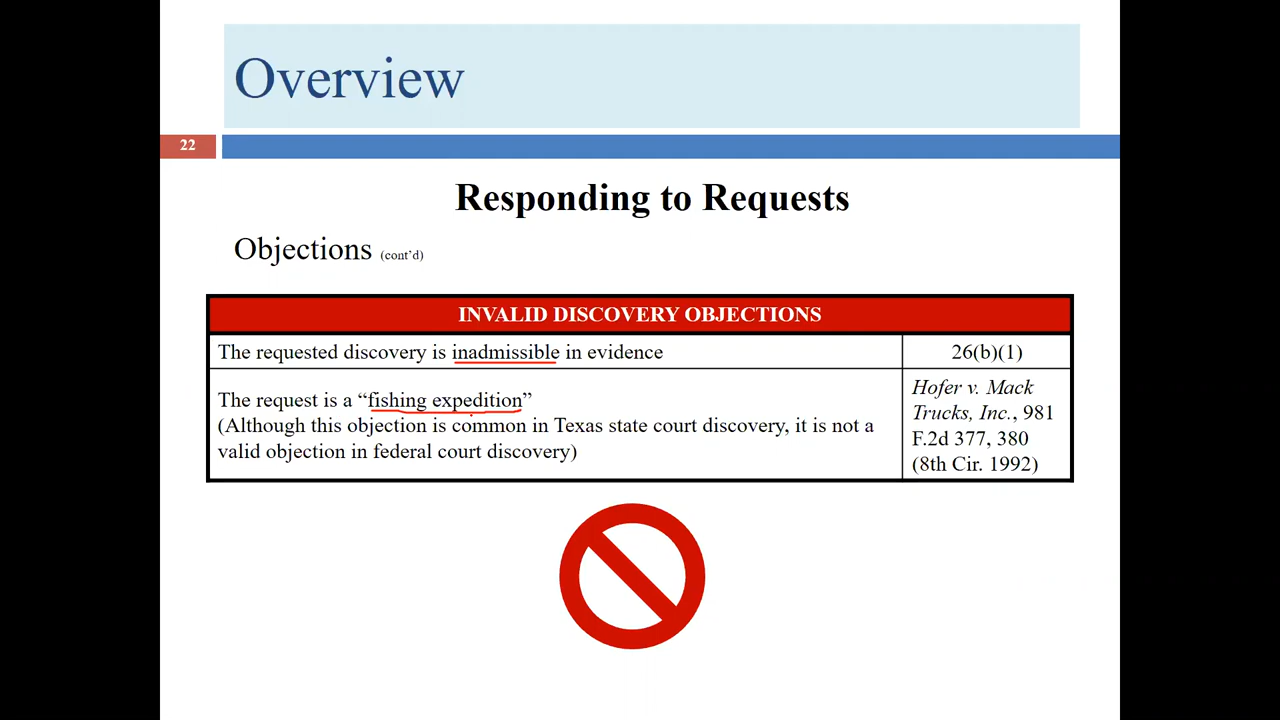 Overview
22
Responding to Requests
Objections (cont’d)
INVALID DISCOVERY OBJECTIONS
The requested discovery is inadmissible in evidence
26(b)(1)
The request is a “fishing expedition”
(Although this objection is common in Texas state court discovery, it is not a
valid objection in federal court discovery)
Hofer v. Mack
Trucks, Inc., 981
F.2d 377, 380
(8th Cir. 1992)